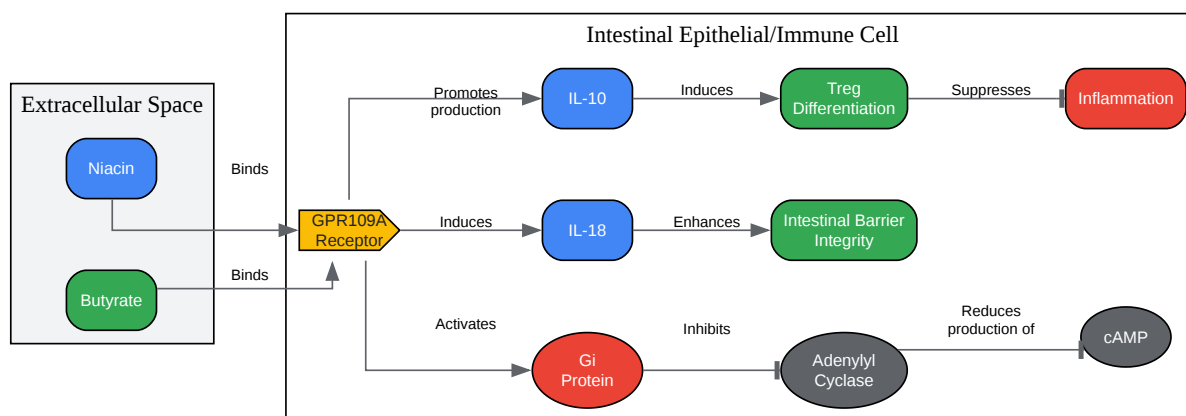 Intestinal Epithelial/Immune Cell
Extracellular Space
Niacin
Butyrate
Binds
Binds
GPR109A
Receptor
Promotes
production
IL-10
Induces
Treg
Differentiation
Suppresses
Inflammation
Induces
IL-18
Enhances
Intestinal Barrier
Integrity
Activates
Gi
Protein
Inhibits
Adenylyl
Cyclase
Reduces
production of
cAMP